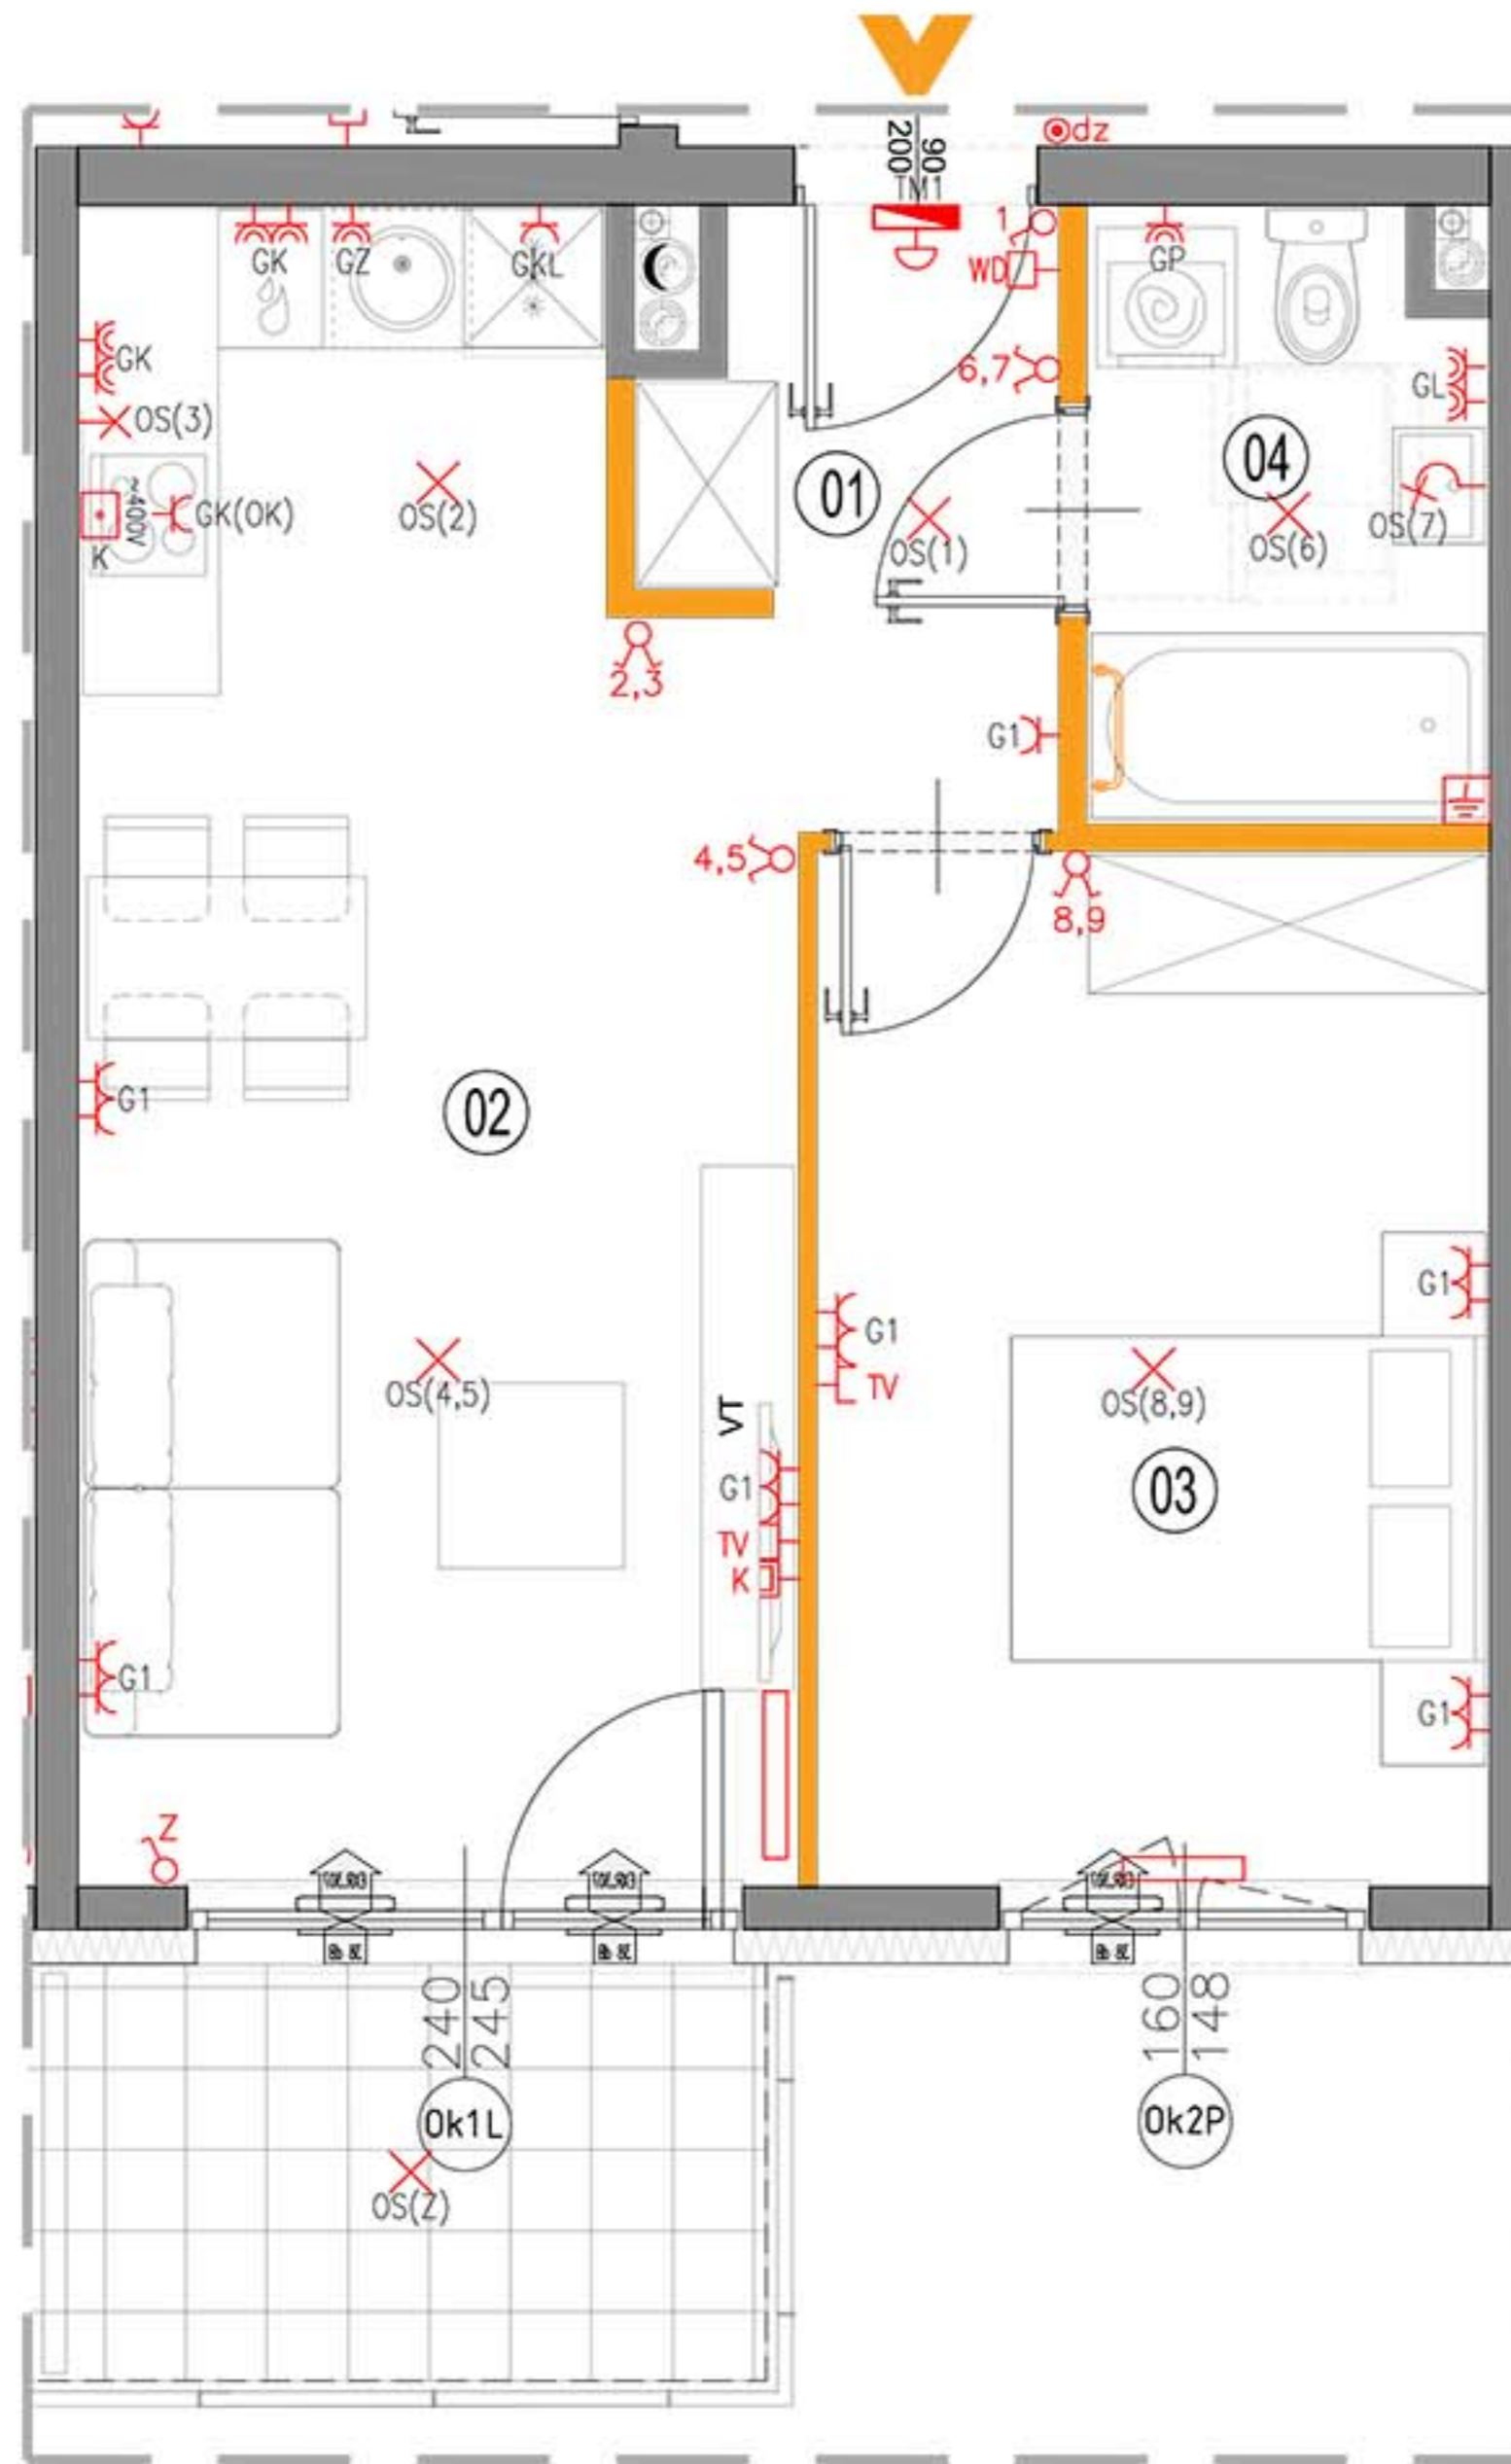 dz
90
200
TM1
1
WD
GK
GZ
GKL
GP
GK
6,7
GL
OS(3)
04
01
~400V
GK(OK)
K
OS(2)
OS(1)
OS(6)
OS(7)
2,3
G1
4,5
8,9
G1
02
G1
G1
TV
OS(4,5)
OS(8,9)
VT
G1
03
TV
K
G1
G1
Z
240
245
160
148
Ok1L
Ok2P
OS(Z)